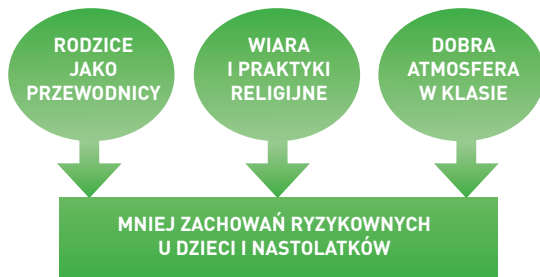 RODZICE
JAKO
PRZEWODNICY
WIARA
I PRAKTYKI
RELIGIJNE
DOBRA
ATMOSFERA
W KLASIE
MNIEJ ZACHOWAŃ RYZYKOWNYCH
U DZIECI I NASTOLATKÓW